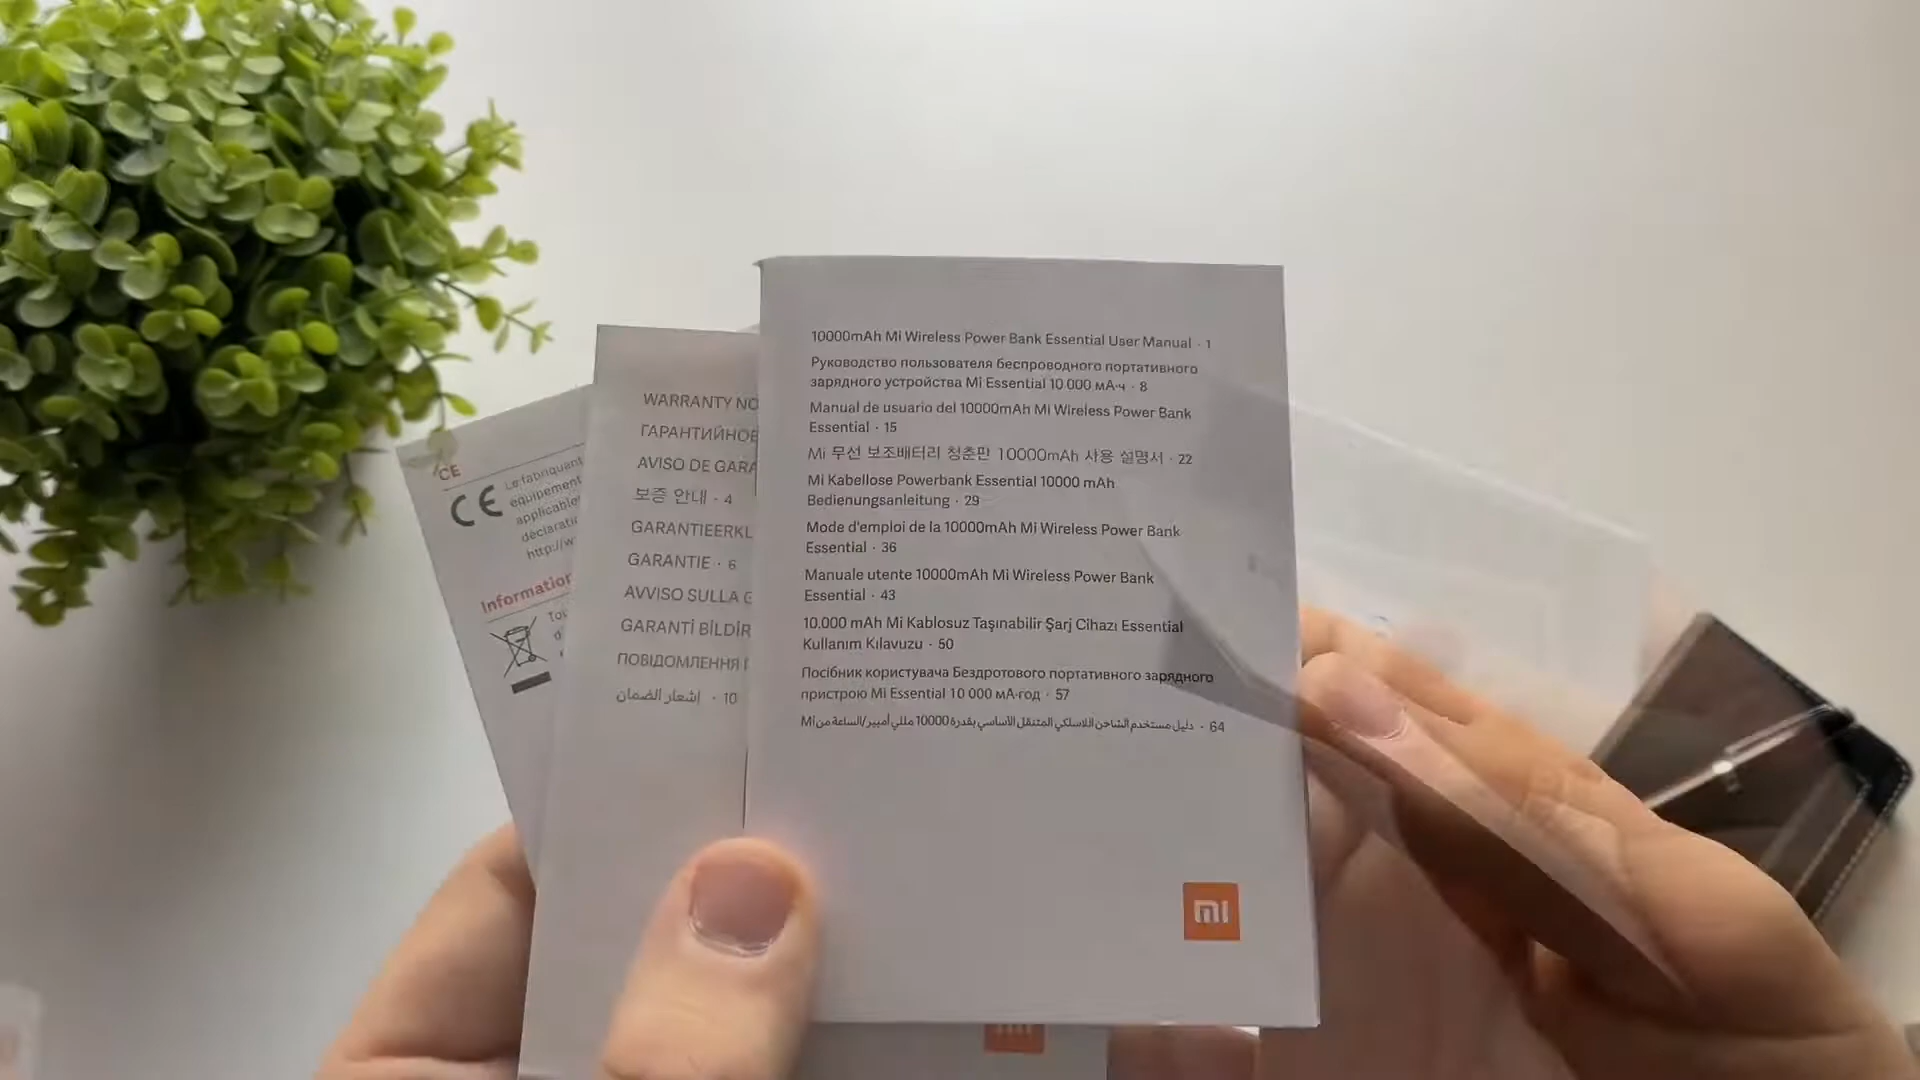 CE
CE
Le fabriquant
équipement
applicable
déclarati
http://w
Information
WARRANTY NO
ГАРАНТИЙНОЕ
AVISO DE GARA
보증 안내 · 4
GARANTIEERKL
GARANTIE · 6
AVVISO SULLA G
GARANTİ BİLDİR
ПОВІДОМЛЕННЯ
إشعار الضمان · 10
10000mAh Mi Wireless Power Bank Essential User Manual · 1
Руководство пользователя беспроводного портативного
зарядного устройства Mi Essential 10 000 мА·ч · 8
Manual de usuario del 10000mAh Mi Wireless Power Bank
Essential · 15
Mi 무선 보조배터리 청춘판 10000mAh 사용 설명서 · 22
Mi Kabellose Powerbank Essential 10000 mAh
Bedienungsanleitung · 29
Mode d'emploi de la 10000mAh Mi Wireless Power Bank
Essential · 36
Manuale utente 10000mAh Mi Wireless Power Bank
Essential · 43
10.000 mAh Mi Kablosuz Taşınabilir Şarj Cihazı Essential
Kullanım Kılavuzu · 50
Посібник користувача Бездротового портативного зарядного
пристрою Mi Essential 10 000 мА·год · 57
دليل مستخدم الشاحن اللاسلكي المتنقل الأساسي بقدرة 10000 مللي أمبير/الساعة من Mi · 64
mi